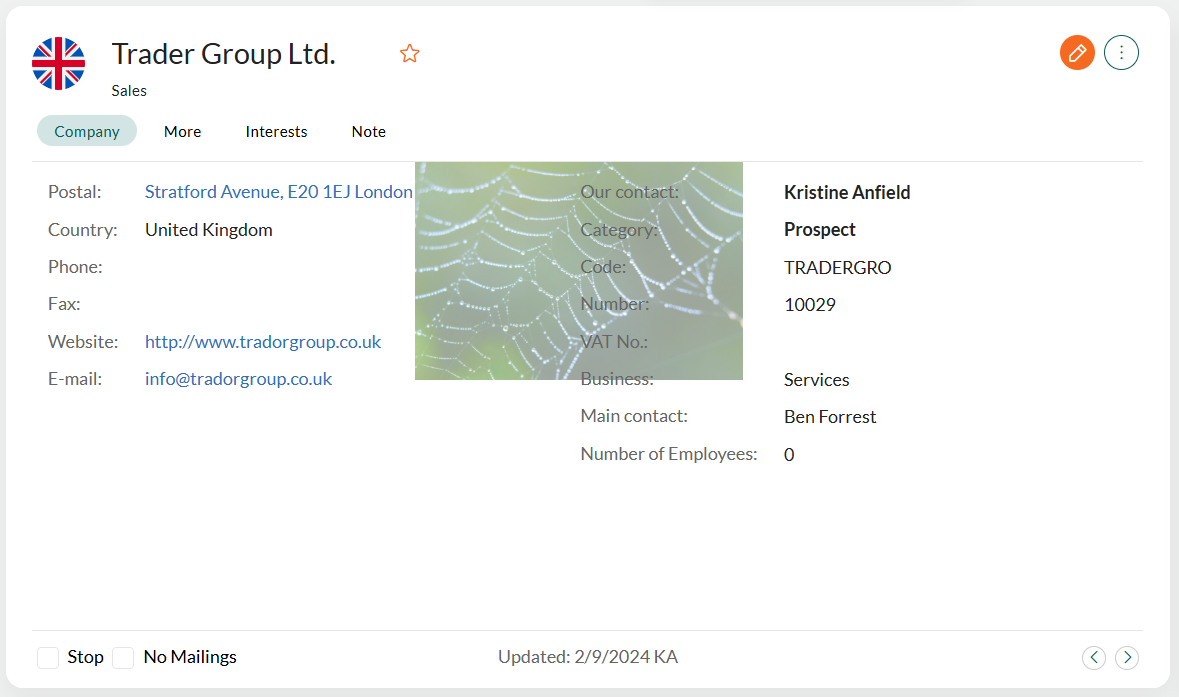 Trader Group Ltd.
Sales
Company More Interests Note
Postal: Stratford Avenue, E20 1EJ London
Country: United Kingdom
Phone:
Fax:
Website: http://www.tradorgroup.co.uk
E-mail: info@tradorgroup.co.uk
Our contact: Kristine Anfield
Category: Prospect
Code: TRADERGRO
Number: 10029
VAT No.:
Business: Services
Main contact: Ben Forrest
Number of Employees: 0
Stop No Mailings Updated: 2/9/2024 KA